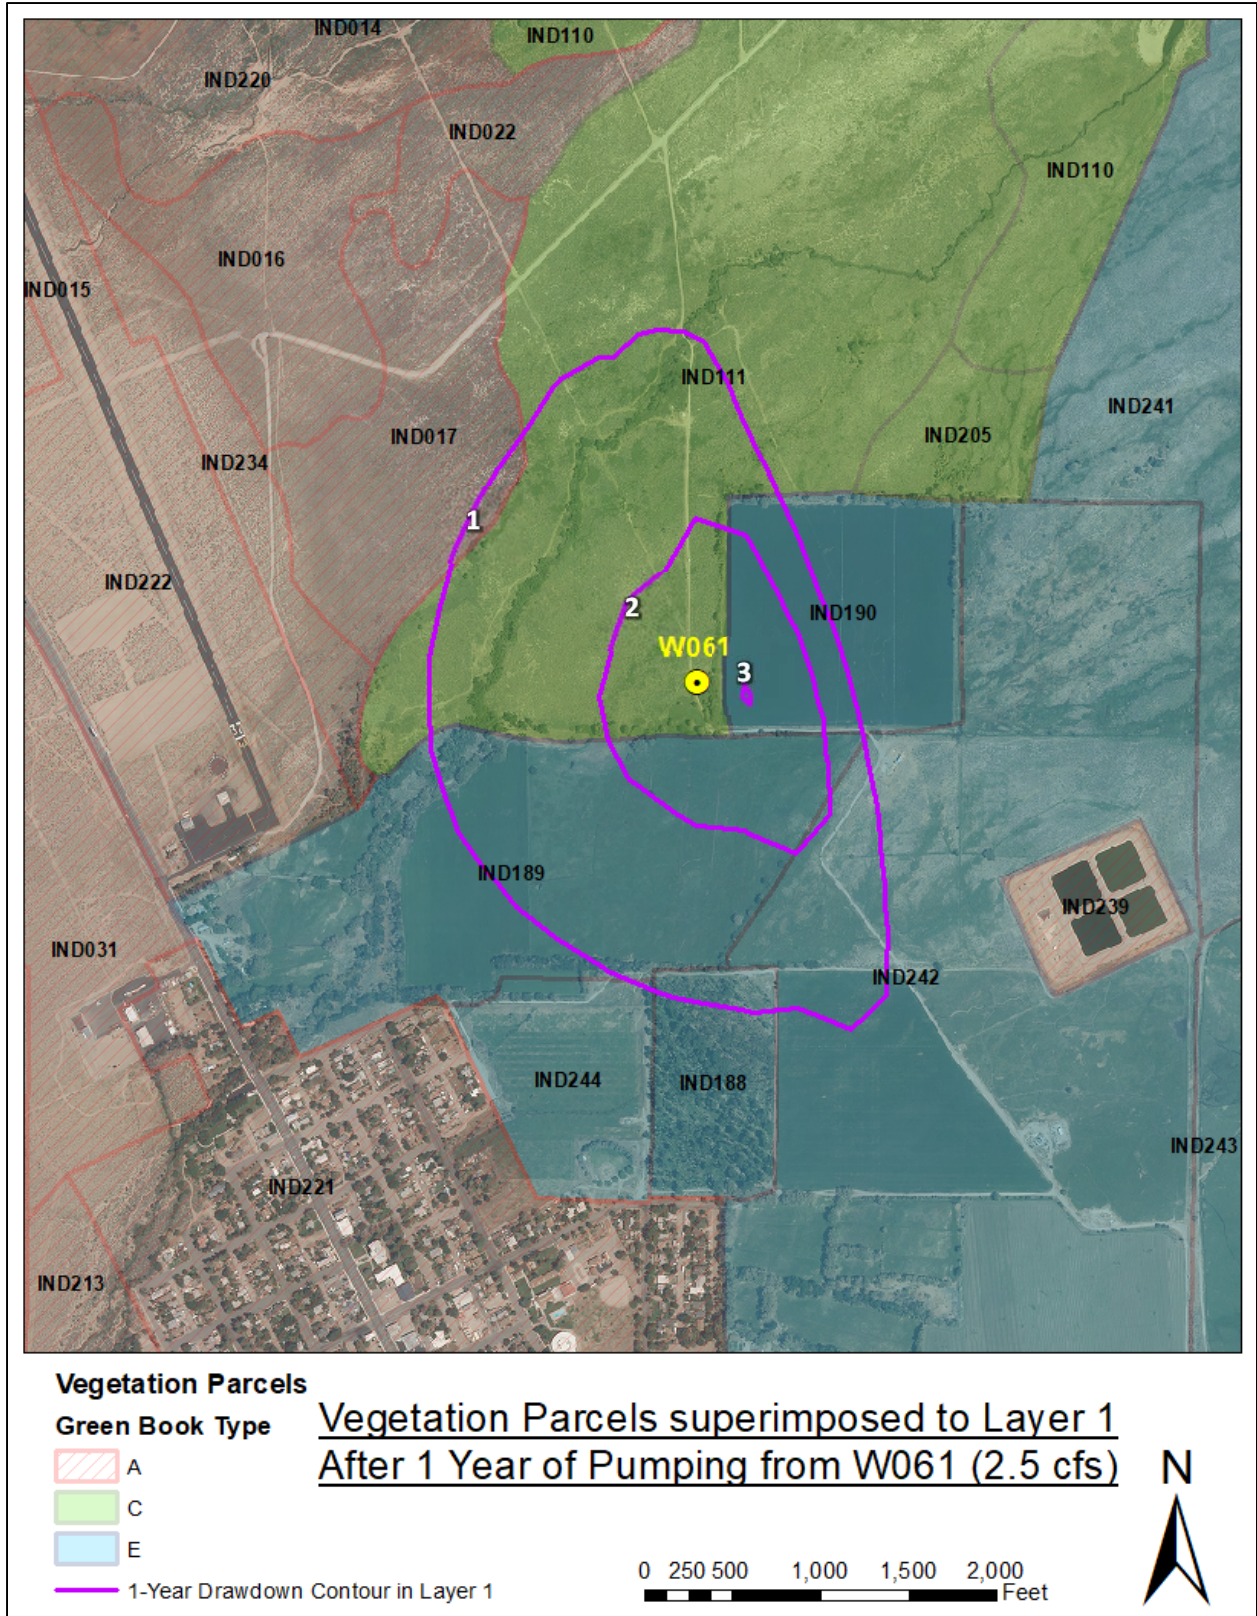 IND014
IND110
IND220
IND022
IND110
IND016
IND015
IND111
IND241
IND017
IND205
IND234
1
IND222
2
IND190
W061
3
IND189
IND239
IND031
IND242
IND244
IND188
IND243
IND221
IND213
Vegetation Parcels
Green Book Type
A
C
E
1-Year Drawdown Contour in Layer 1
Vegetation Parcels superimposed to Layer 1
After 1 Year of Pumping from W061 (2.5 cfs)
N
0 250 500 1,000 1,500 2,000
Feet